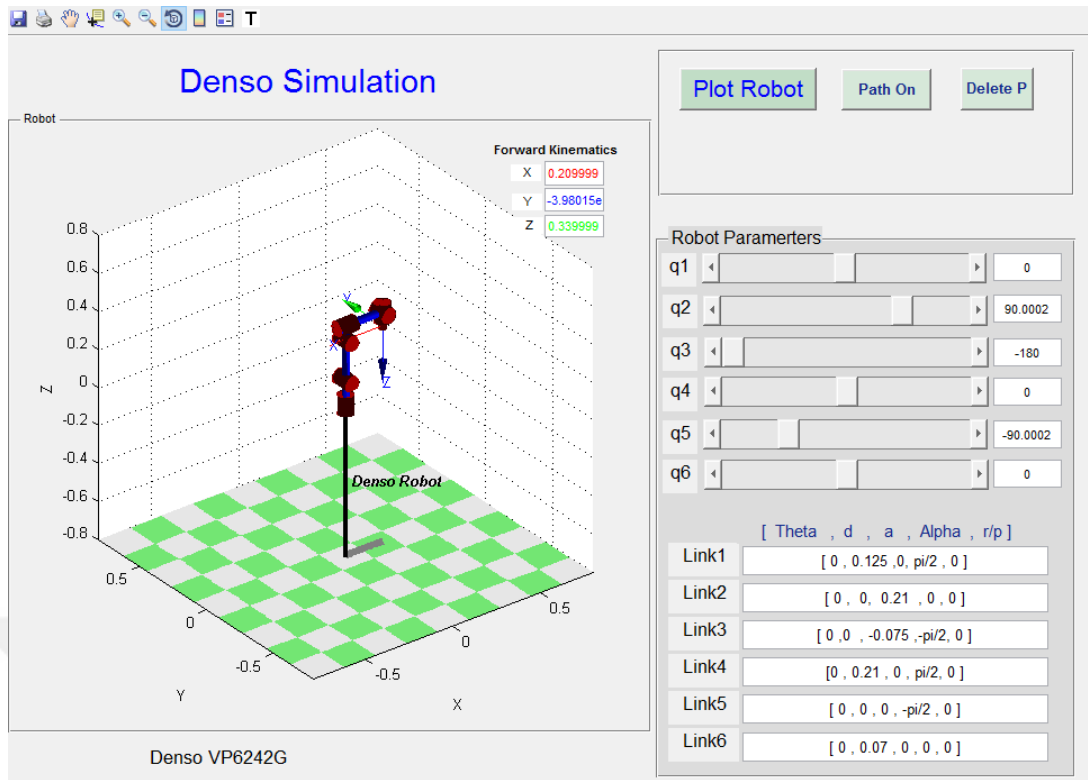 T
Denso Simulation
Plot Robot
Path On
Delete P
Robot
Forward Kinematics
X 0.209999
Y -3.98015e
Z 0.339999
0.8
0.6
0.4
0.2
0
-0.2
-0.4
-0.6
-0.8
Z
Y
X
Z
Denso Robot
0.5
0
-0.5
Y
0.5
0
-0.5
X
Denso VP6242G
Robot Paramerters
q1 0
q2 90.0002
q3 -180
q4 0
q5 -90.0002
q6 0
[ Theta , d , a , Alpha , r/p ]
Link1 [ 0 , 0.125 ,0, pi/2 , 0 ]
Link2 [ 0 , 0, 0.21 , 0 , 0 ]
Link3 [ 0 ,0 , -0.075 ,-pi/2, 0 ]
Link4 [0 , 0.21 , 0 , pi/2, 0 ]
Link5 [ 0 , 0 , 0 , -pi/2 , 0 ]
Link6 [ 0 , 0.07 , 0 , 0 , 0 ]